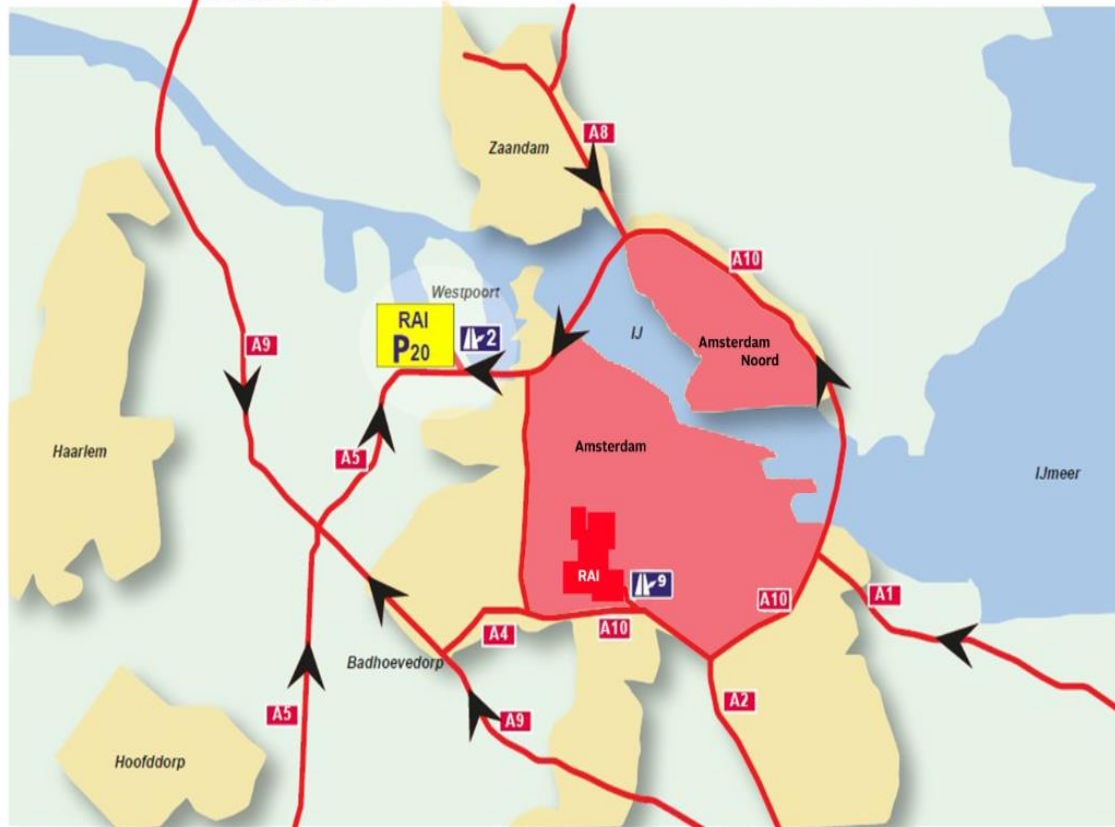 A8
Zaandam
A10
Westpoort
RAI
P20
2
IJ
Amsterdam
Noord
A9
Amsterdam
Haarlem
A5
IJmeer
RAI
9
A1
A10
A4
A10
Badhoevedorp
A2
A5
A9
Hoofddorp